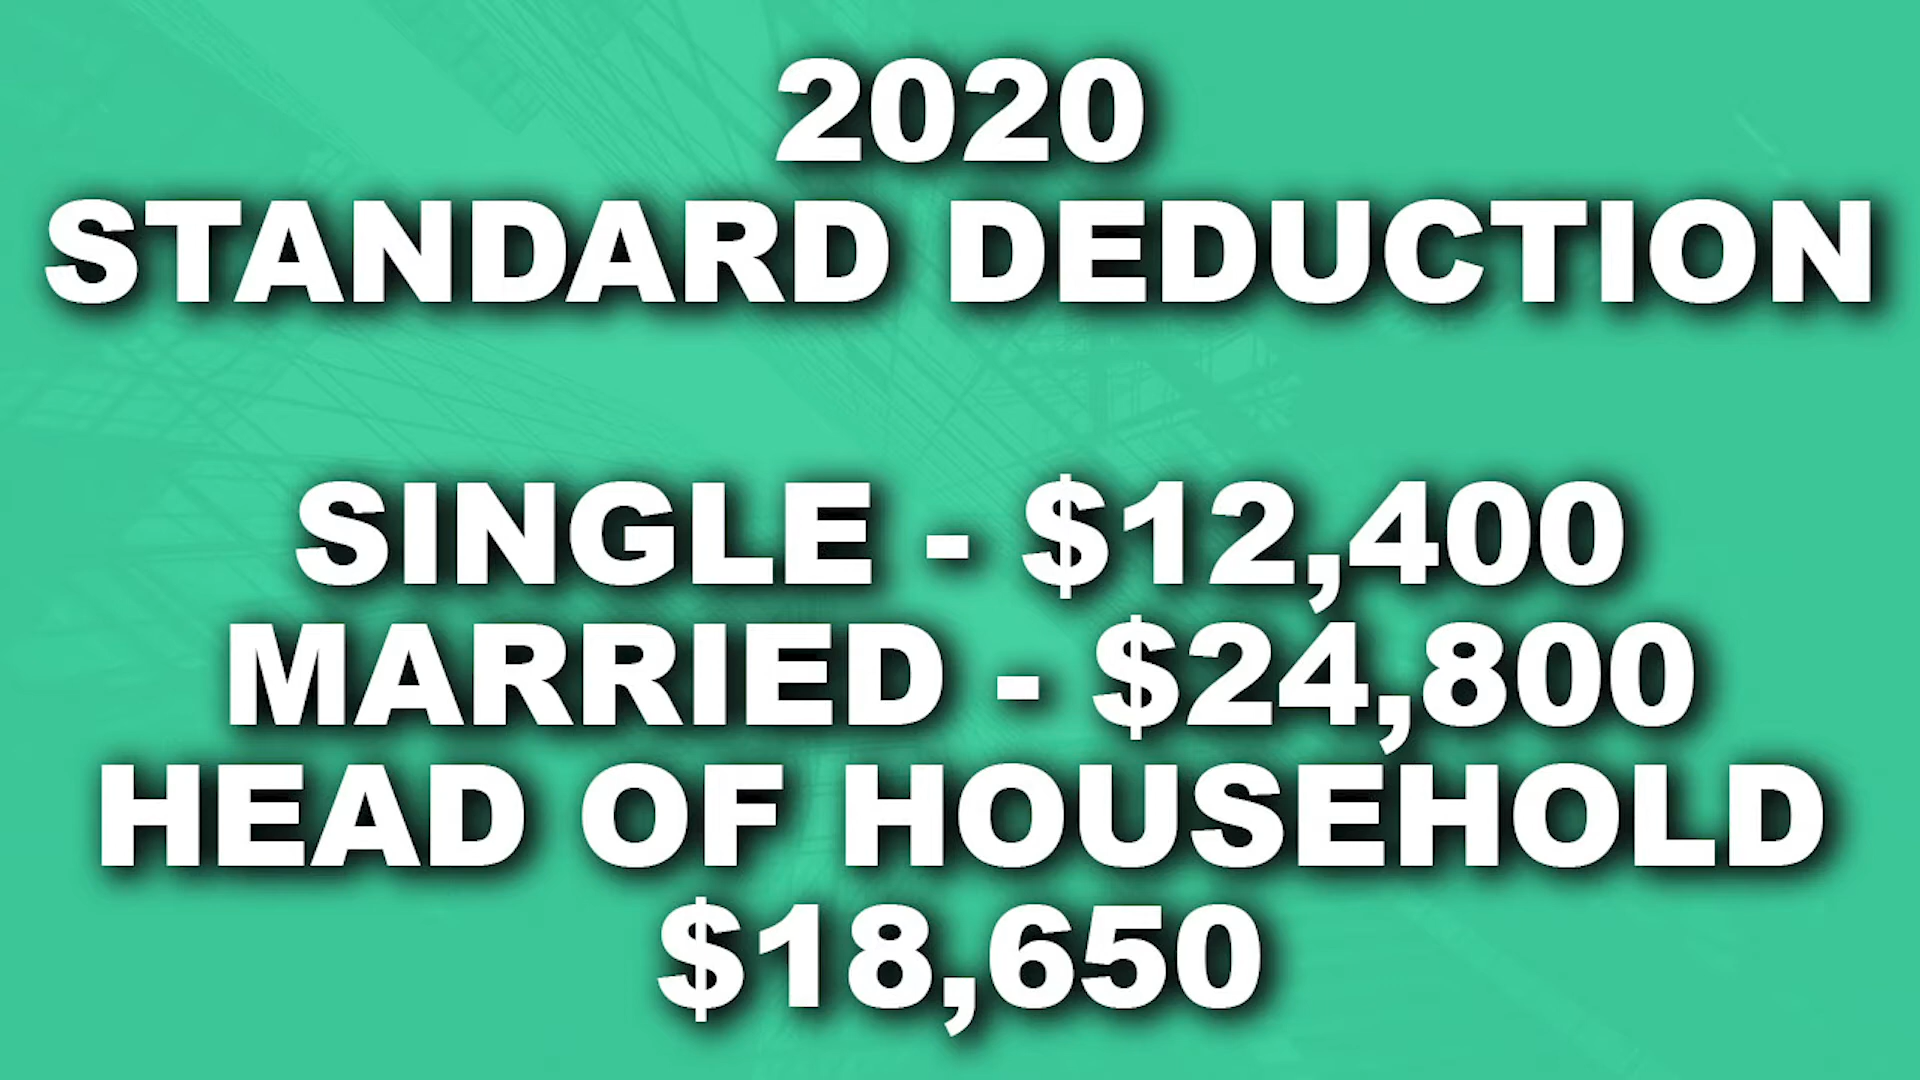 2020
STANDARD DEDUCTION
SINGLE - $12,400
MARRIED - $24,800
HEAD OF HOUSEHOLD
$18,650